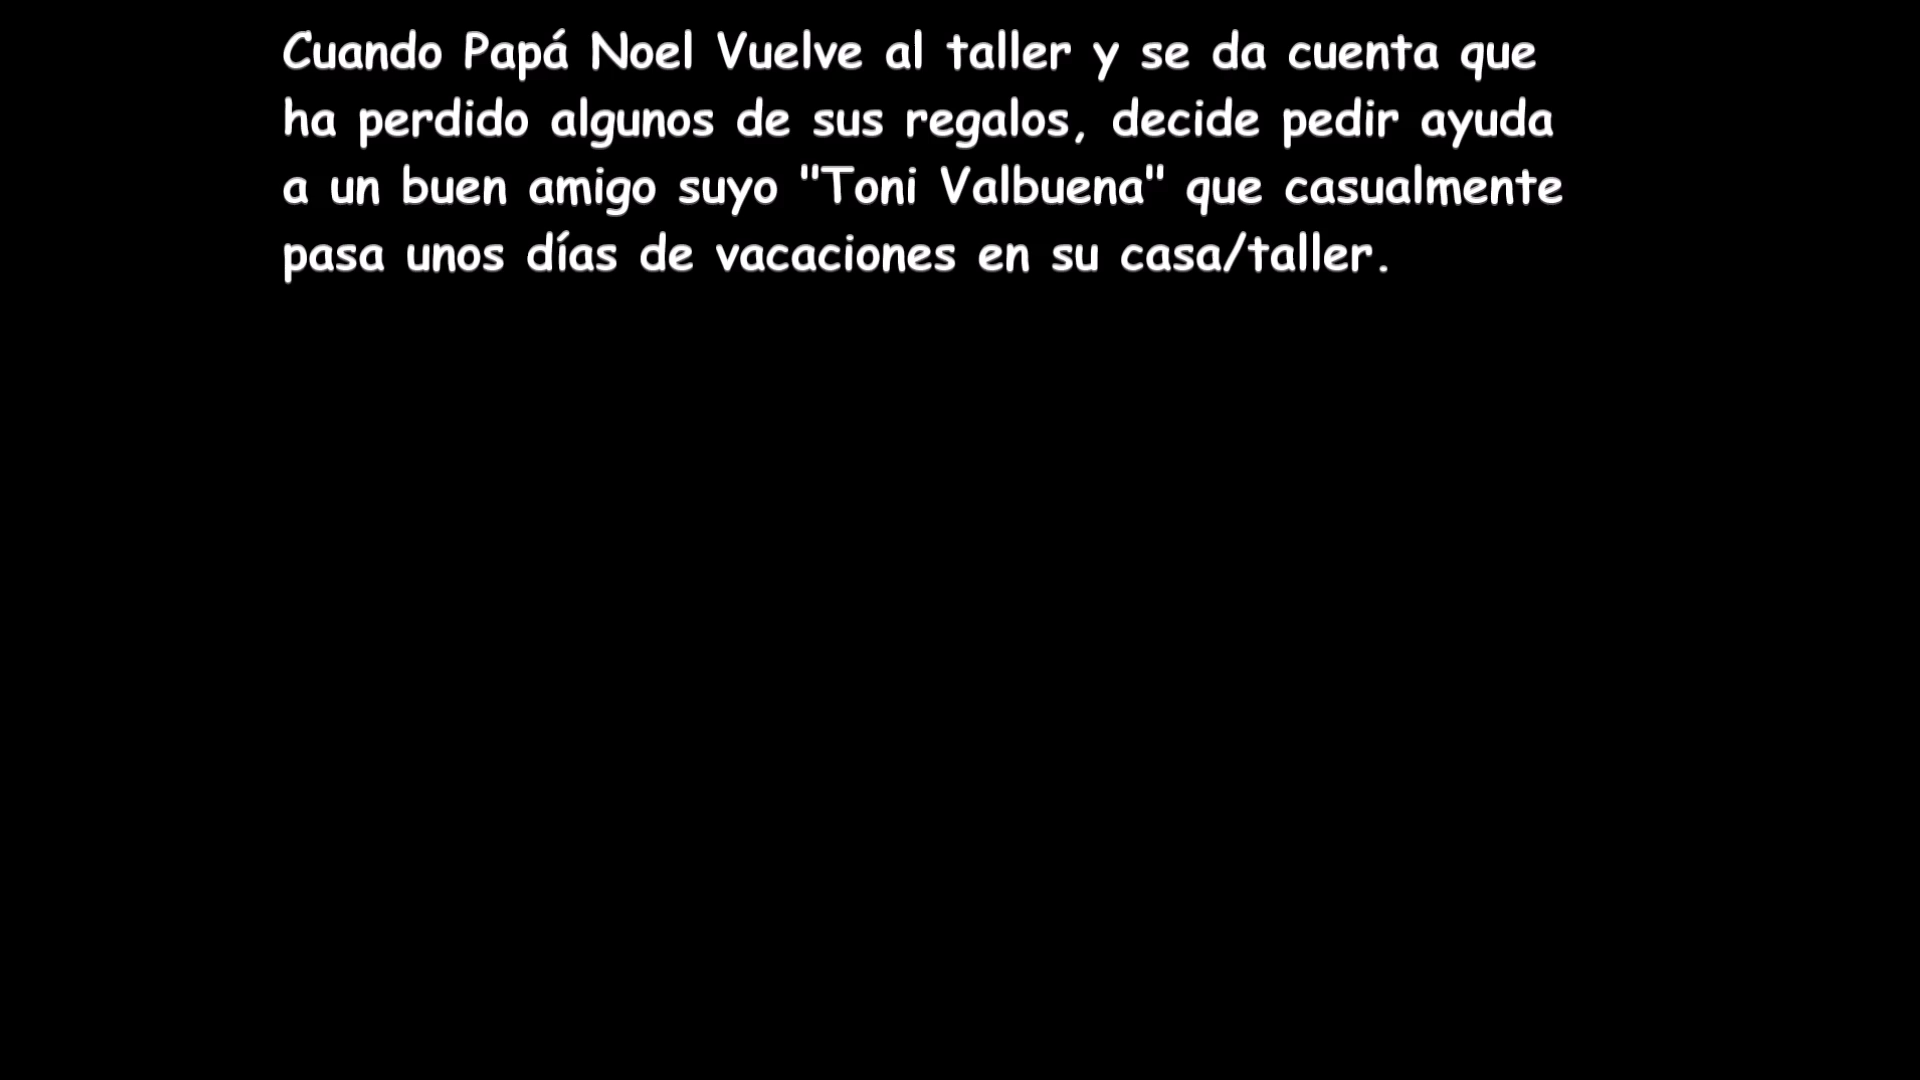 Cuando Papá Noel Vuelve al taller y se da cuenta que
ha perdido algunos de sus regalos, decide pedir ayuda
a un buen amigo suyo "Toni Valbuena" que casualmente
pasa unos días de vacaciones en su casa/taller.